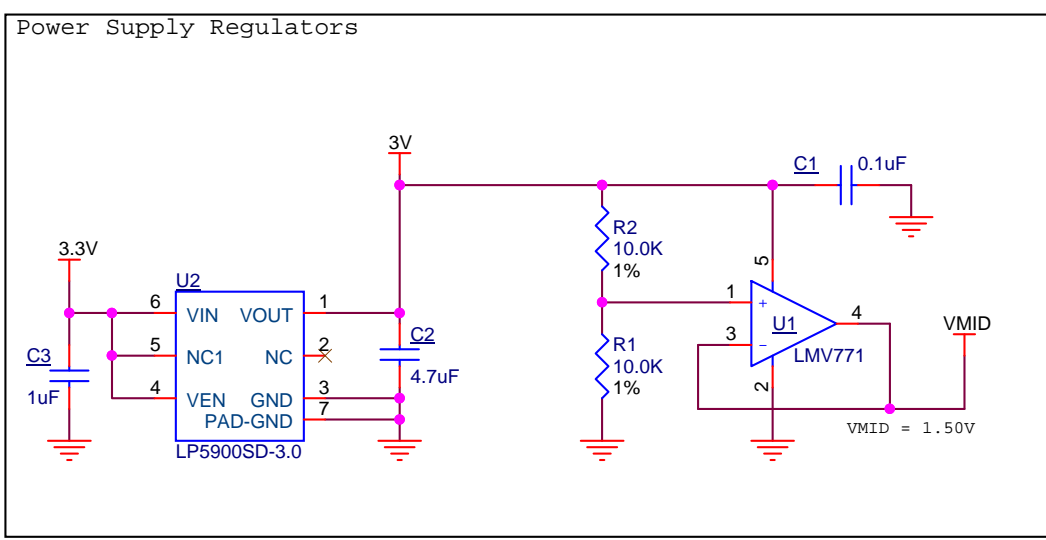 Power Supply Regulators
3V
C1 0.1uF
3.3V
R2
10.0K
1%
U2
6 VIN VOUT 1
5 NC1 NC 2
4 VEN GND 3
PAD-GND 7
LP5900SD-3.0
C3
1uF
C2
4.7uF
R1
10.0K
1%
5
1 +
3 −
U1
4
LMV771
2
VMID
VMID = 1.50V